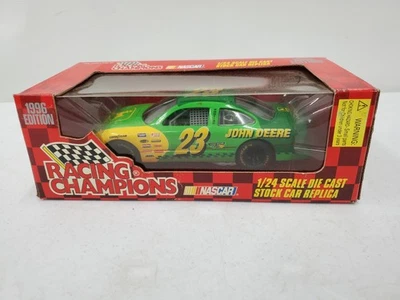 1996
EDITION
23
JOHN DEERE
WARNING:
RACING
CHAMPIONS
NASCAR
1/24 SCALE DIE CAST
STOCK CAR REPLICA